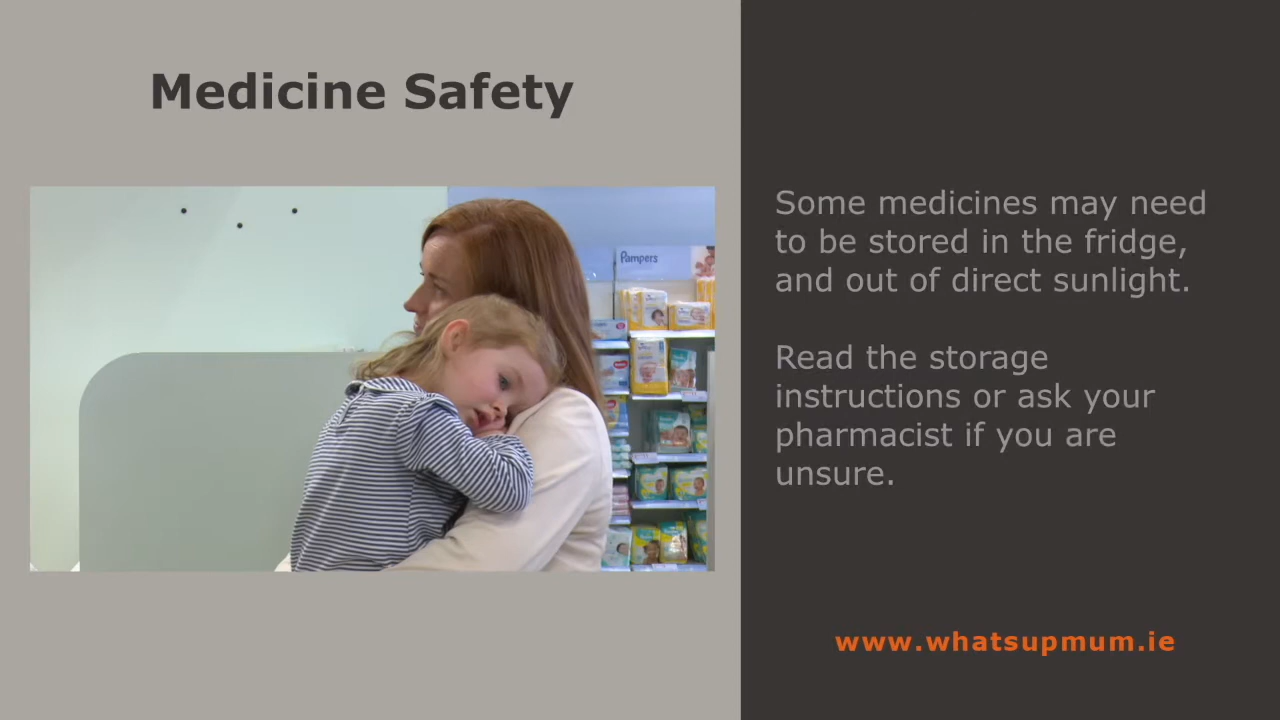 Medicine Safety
Pampers
Some medicines may need
to be stored in the fridge,
and out of direct sunlight.
Read the storage
instructions or ask your
pharmacist if you are
unsure.
www.whatsupmum.ie